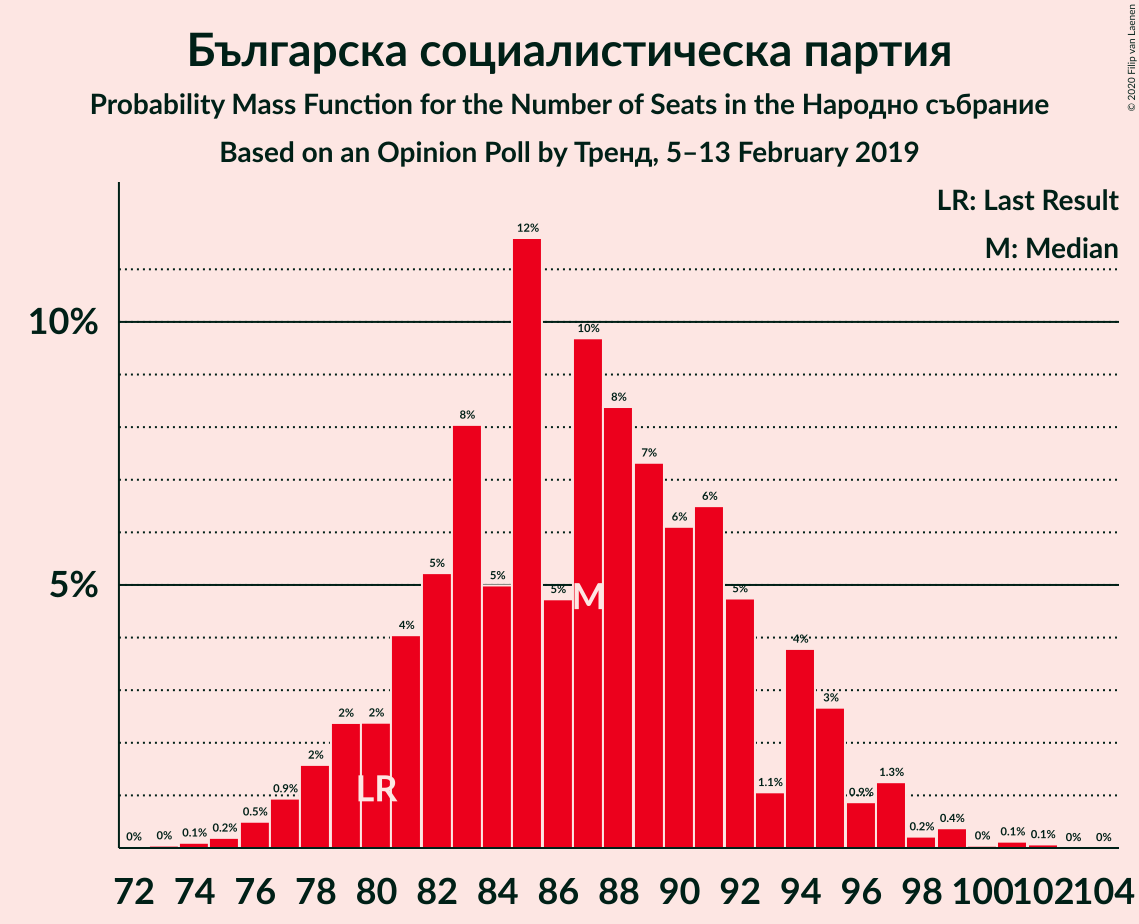 Българска социалистическа партия
Probability Mass Function for the Number of Seats in the Народно събрание
Based on an Opinion Poll by Тренд, 5–13 February 2019
© 2020 Filip van Laenen
LR: Last Result
M: Median
10%
5%
0% 0% 0.1% 0.2% 0.5% 0.9% 2% 2% 2% 4% 5% 8% 5% 12% 5% 10% 8% 7% 6% 6% 5% 1.1% 4% 3% 0.9% 1.3% 0.2% 0.4% 0% 0.1% 0.1% 0% 0%
LR
M
72 74 76 78 80 82 84 86 88 90 92 94 96 98 100 102 104